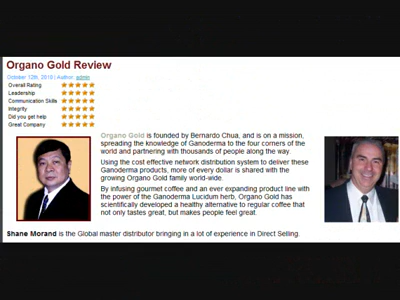 Organo Gold Review
October 12th, 2010 | Author: admin
Overall Rating
Leadership
Communication Skills
Integrity
Did you get help
Great Company
Organo Gold is founded by Bernardo Chua, and is on a mission,
spreading the knowledge of Ganoderma to the four corners of the
world and partnering with thousands of people along the way.
Using the cost effective network distribution system to deliver these
Ganoderma products, more of every dollar is shared with the
growing Organo Gold family world-wide.
By infusing gourmet coffee and an ever expanding product line with
the power of the Ganoderma Lucidum herb, Organo Gold has
scientifically developed a healthy alternative to regular coffee that
not only tastes great, but makes people feel great.
Shane Morand is the Global master distributor bringing in a lot of experience in Direct Selling.